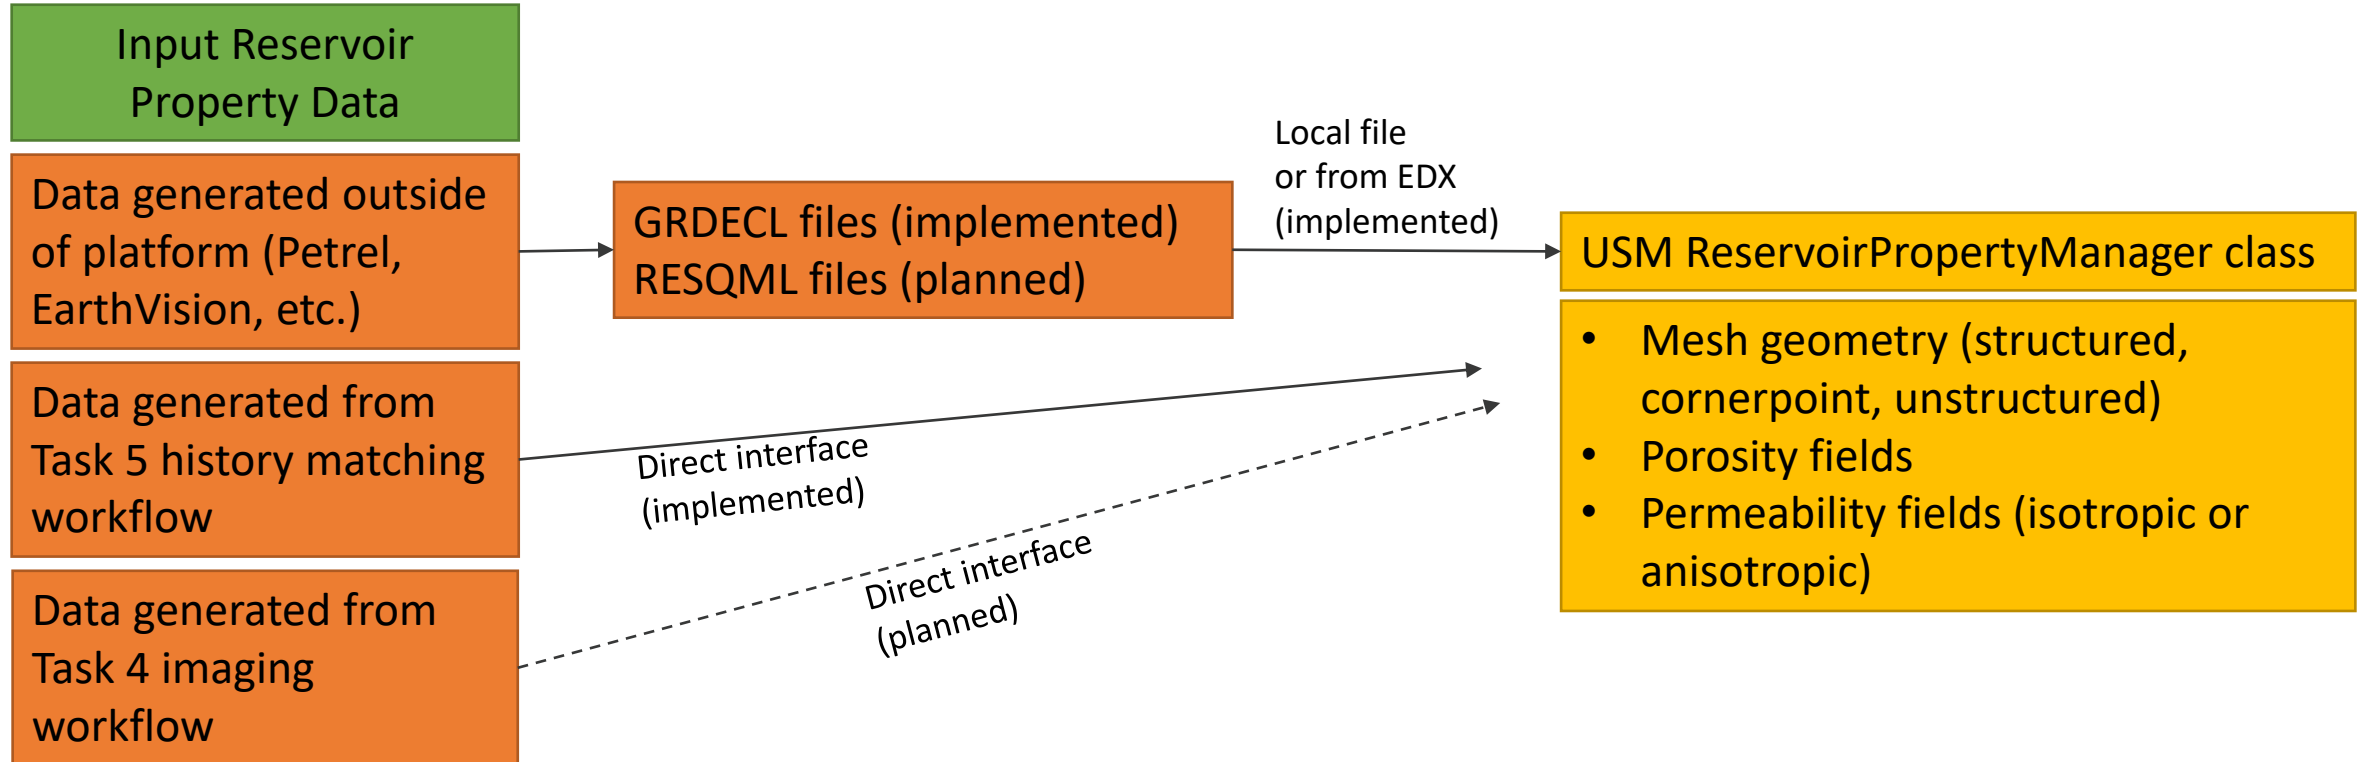 Input Reservoir
Property Data
Data generated outside
of platform (Petrel,
EarthVision, etc.)
GRDECL files (implemented)
RESQML files (planned)
Local file
or from EDX
(implemented)
USM ReservoirPropertyManager class
• Mesh geometry (structured,
cornerpoint, unstructured)
• Porosity fields
• Permeability fields (isotropic or
anisotropic)
Data generated from
Task 5 history matching
workflow
Direct interface
(implemented)
Data generated from
Task 4 imaging
workflow
Direct interface
(planned)